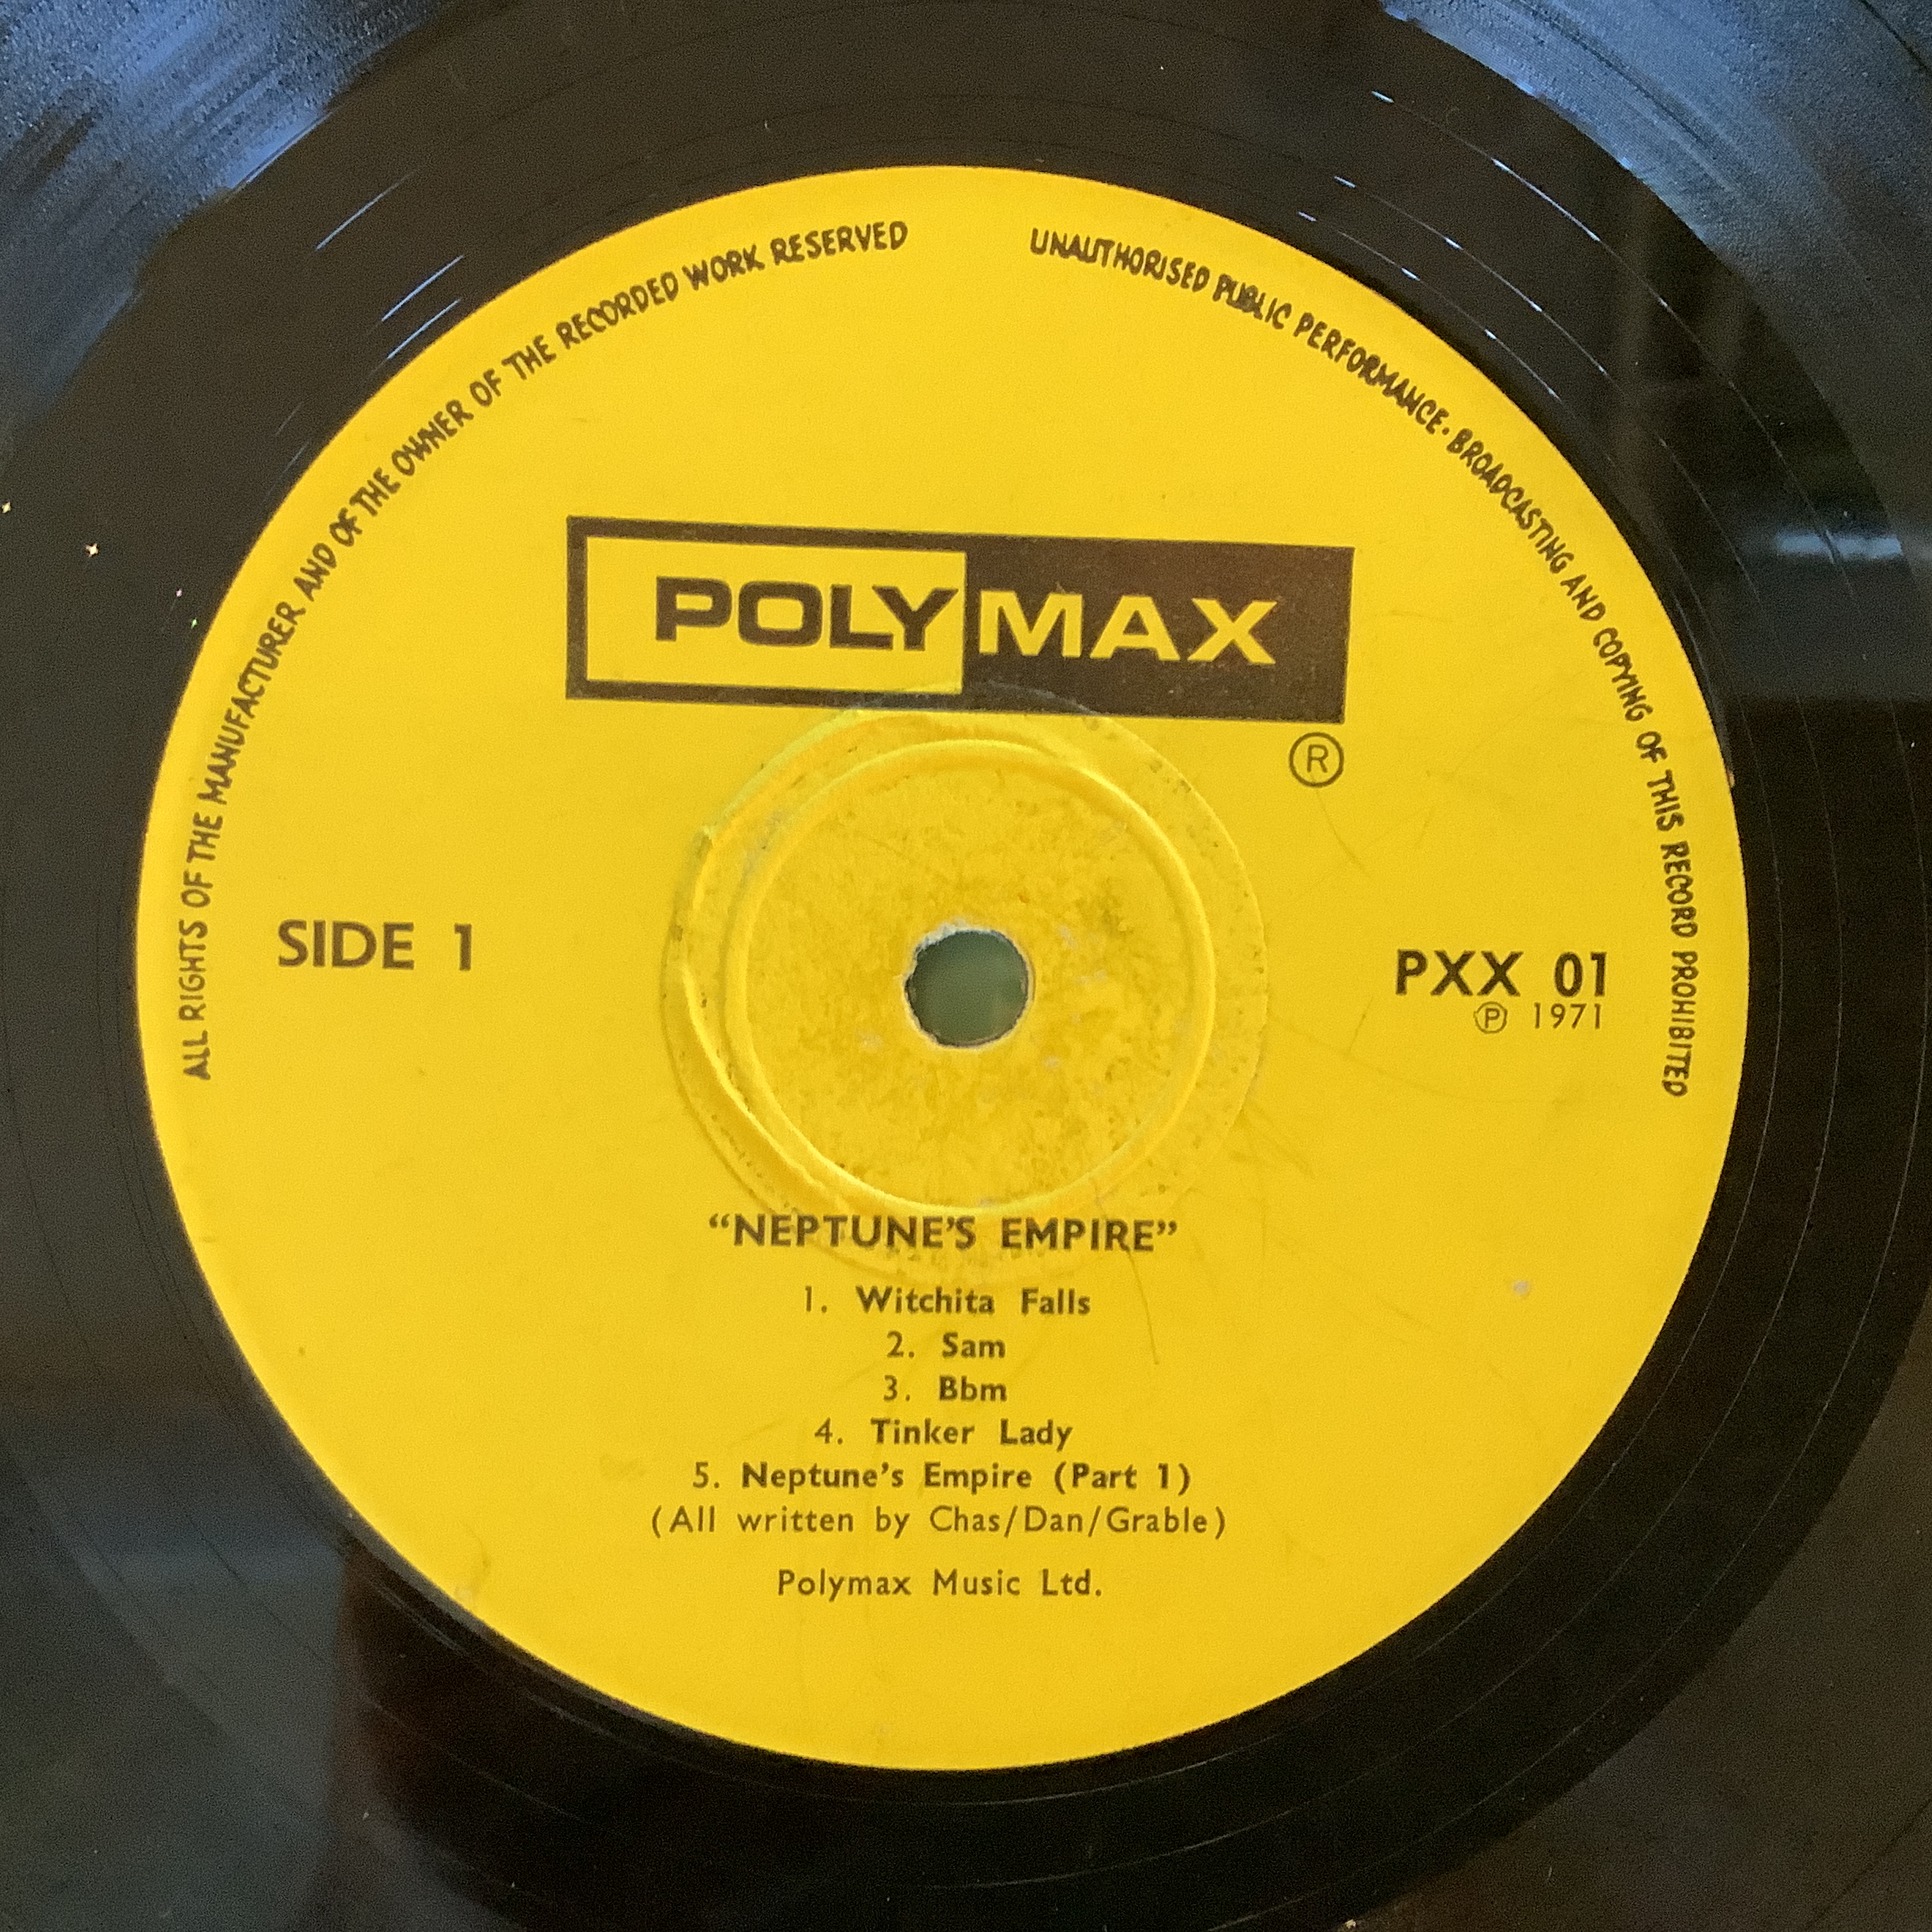 ALL RIGHTS OF THE MANUFACTURER AND OF THE OWNER OF THE RECORDED WORK RESERVED
UNAUTHORISED PUBLIC PERFORMANCE · BROADCASTING AND COPYING OF THIS RECORD PROHIBITED
POLYMAX
®
SIDE 1
PXX 01
℗ 1971
“NEPTUNE’S EMPIRE”
1. Witchita Falls
2. Sam
3. Bbm
4. Tinker Lady
5. Neptune’s Empire (Part 1)
(All written by Chas/Dan/Grable)
Polymax Music Ltd.